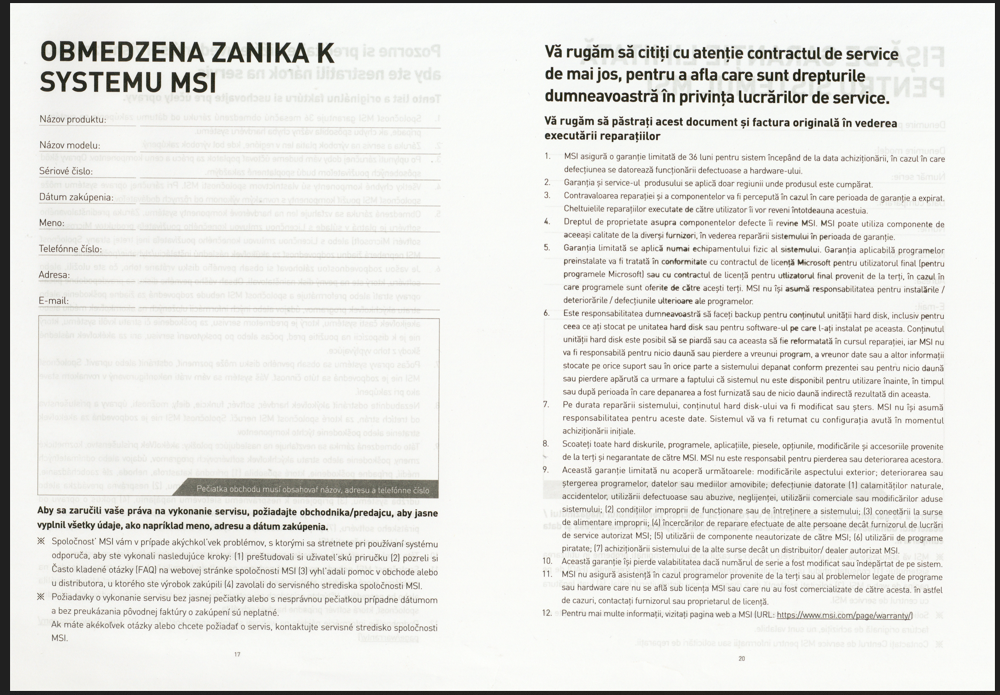 OBMEDZENA ZANIKA K
SYSTEMU MSI
Názov produktu:
Názov modelu:
Sériové čislo:
Dátum zakúpenia:
Meno:
Telefónne číslo:
Adresa:
E-mail:
Pečiatka obchodu musí obsahovať názov, adresu a telefónne číslo
Aby sa zaručili vaše práva na vykonanie servisu, požiadajte obchodníka/predajcu, aby jasne
vyplnil všetky údaje, ako napríklad meno, adresu a dátum zakúpenia.
※ Spoločnosť MSI vám v prípade akýchkoľvek problémov, s ktorými sa stretnete pri používaní systému
odporuča, aby ste vykonali nasledujúce kroky: (1) preštudovali si uživateľskú priručku (2) pozreli si
Často kladené otázky (FAQ) na webovej stránke spoločnosti MSI (3) vyhľadali pomoc v obchode alebo
u distributora, u ktorého ste výrobok zakúpili (4) zavolali do servisného strediska spoločnosti MSI.
※ Požiadavky o vykonanie servisu bez jasnej pečiatky alebo s nesprávnou pečiatkou pripadne dátumom
a bez preukázania pôvodnej faktúry o zakúpení sú neplatné.
Ak máte akékoľvek otázky alebo chcete požiadať o servis, kontaktujte servisné stredisko spoločnosti
MSI.
17
Vă rugăm să citiți cu atentie contractul de service
de mai jos, pentru a afla care sunt drepturile
dumneavoastră în privința lucrărilor de service.
Vă rugăm să păstrați acest document și factura originală în vederea
executării reparațiilor
1. MSI asigură o garanție limitată de 36 luni pentru sistem începând de la data achiziționării, în cazul în care
defecțiunea se datorează funcționării defectuoase a hardware-ului.
2. Garanția și service-ul produsului se aplică doar regiunii unde produsul este cumpărat.
3. Contravaloarea reparației și a componentelor va fi percepută în cazul în care perioada de garanție a expirat.
Cheltuielile reparațiilor executate de către utilizator îi vor reveni întotdeauna acestuia.
4. Dreptul de proprietate asupra componentelor defecte îi revine MSI. MSI poate utiliza componente de
aceeași calitate de la diverși furnizori, în vederea reparării sistemului în perioada de garanție.
5. Garanția limitată se aplică numai echipamentului fizic al sistemului. Garanția aplicabilă programelor
preinstalate va fi tratată în conformitate cu contractul de licență Microsoft pentru utilizatorul final (pentru
programele Microsoft) sau cu contractul de licență pentru utlizatorul final provenit de la terți, în cazul în
care programele sunt oferite de către acești terți. MSI nu își asumă responsabilitatea pentru instalările /
deteriorările / defecțiunile ulterioare ale programelor.
6. Este responsabilitatea dumneavoastră să faceți backup pentru conținutul unității hard disk, inclusiv pentru
ceea ce ați stocat pe unitatea hard disk sau pentru software-ul pe care l-ați instalat pe aceasta. Conținutul
unității hard disk este posibil să se piardă sau ca aceasta să fie reformatată în cursul reparației, iar MSI nu
va fi responsabilă pentru nicio daună sau pierdere a vreunui program, a vreunor date sau a altor informații
stocate pe orice suport sau în orice parte a sistemului depanat conform prezentei sau pentru nicio daună
sau pierdere apărută ca urmare a faptului că sistemul nu este disponibil pentru utilizare înainte, în timpul
sau după perioada în care depanarea a fost furnizată sau de nicio daună indirectă rezultată din aceasta.
7. Pe durata reparării sistemului, conținutul hard disk-ului va fi modificat sau șters. MSI nu își asumă
responsabilitatea pentru aceste date. Sistemul vă va fi returnat cu configurația avută în momentul
achiziționării inițiale.
8. Scoateți toate hard diskurile, programele, aplicațiile, piesele, opțiunile, modificările și accesoriile provenite
de la terți și negarantate de către MSI. MSI nu este responsabil pentru pierderea sau deteriorarea acestora.
9. Această garanție limitată nu acoperă următoarele: modificările aspectului exterior; deteriorarea sau
ștergerea programelor, datelor sau mediilor amovibile; defecțiunie datorate (1) calamităților naturale,
accidentelor, utilizării defectuoase sau abuzive, neglijenței, utilizării comerciale sau modificărilor aduse
sistemului; (2) condițiilor improprii de funcționare sau de întreținere a sistemului; (3) conetării la surse
de alimentare improprii; (4) încercărilor de reparare efectuate de alte persoane decât furnizorul de lucrări
de service autorizat MSI; (5) utilizării de componente neautorizate de către MSI; (6) utilizării de programe
piratate; (7) achiziționării sistemului de la alte surse decât un distribuitor/ dealer autorizat MSI.
10. Această garanție își pierde valabilitatea dacă numărul de serie a fost modificat sau îndepărtat de pe sistem.
11. MSI nu asigură asistență în cazul programelor provenite de la terți sau al problemelor legate de programe
sau hardware care nu se află sub licența MSI sau care nu au fost comercializate de către acesta. în astfel
de cazuri, contactați furnizorul sau proprietarul de licență.
12. Pentru mai multe informații, vizitați pagina web a MSI (URL: https://www.msi.com/page/warranty/)
20